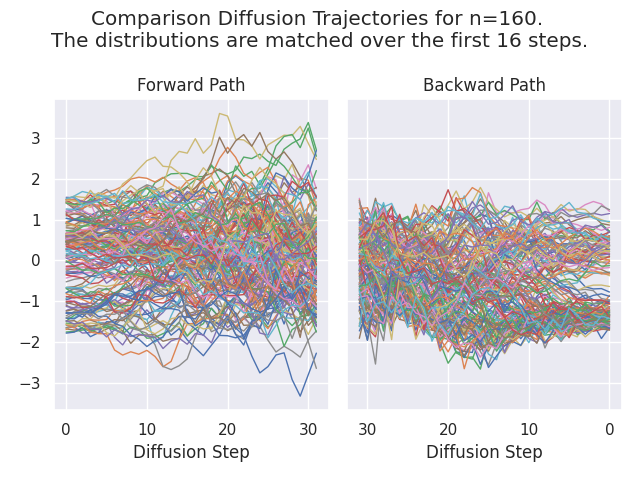 Comparison Diffusion Trajectories for n=160.
The distributions are matched over the first 16 steps.
Forward Path
Backward Path
3
2
1
0
−1
−2
−3
0
10
20
30
30
20
10
0
Diffusion Step
Diffusion Step